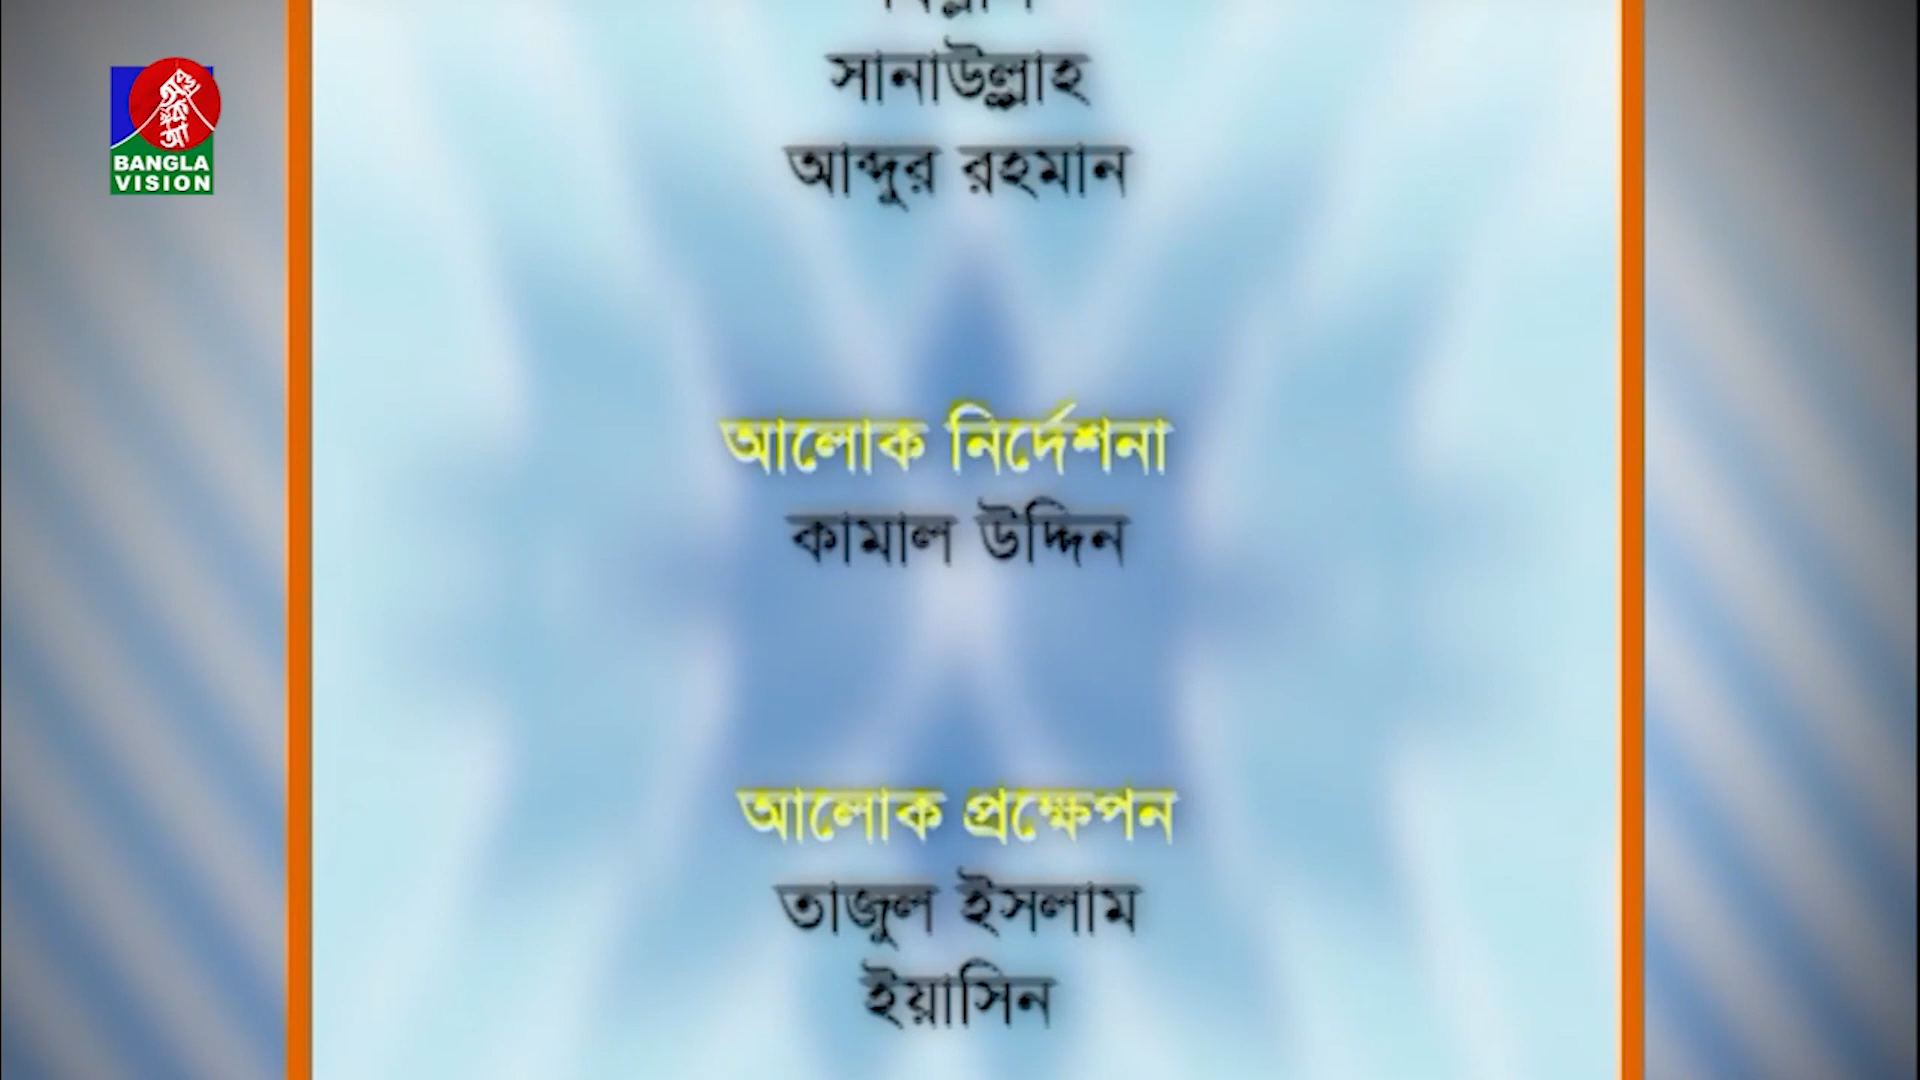 BANGLA
VISION
সানাউল্লাহ
আব্দুর রহমান
আলোক নির্দেশনা
কামাল উদ্দিন
আলোক প্রক্ষেপন
তাজুল ইসলাম
ইয়াসিন